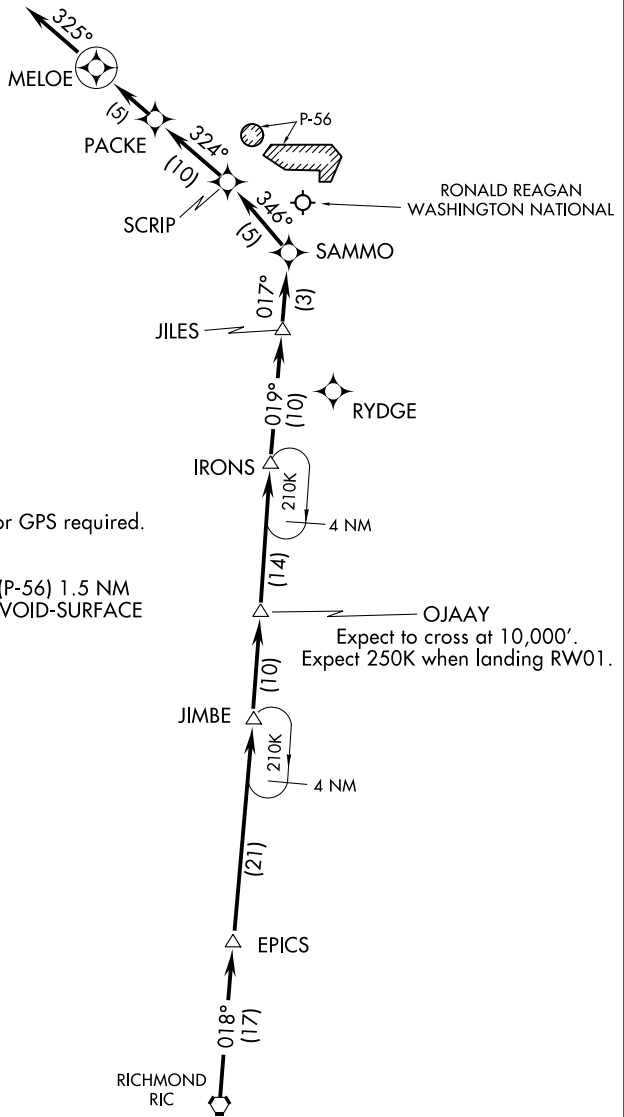 325°
MELOE
(5)
P-56
PACKE
324°
(10)
RONALD REAGAN
WASHINGTON NATIONAL
SCRIP
346°
(5)
SAMMO
017°
(3)
JILES
019°
(10)
RYDGE
IRONS
210K
4 NM
or GPS required.
(14)
(P-56) 1.5 NM
VOID-SURFACE
OJAAY
Expect to cross at 10,000'.
Expect 250K when landing RW01.
(10)
JIMBE
210K
4 NM
(21)
EPICS
018°
(17)
RICHMOND
RIC